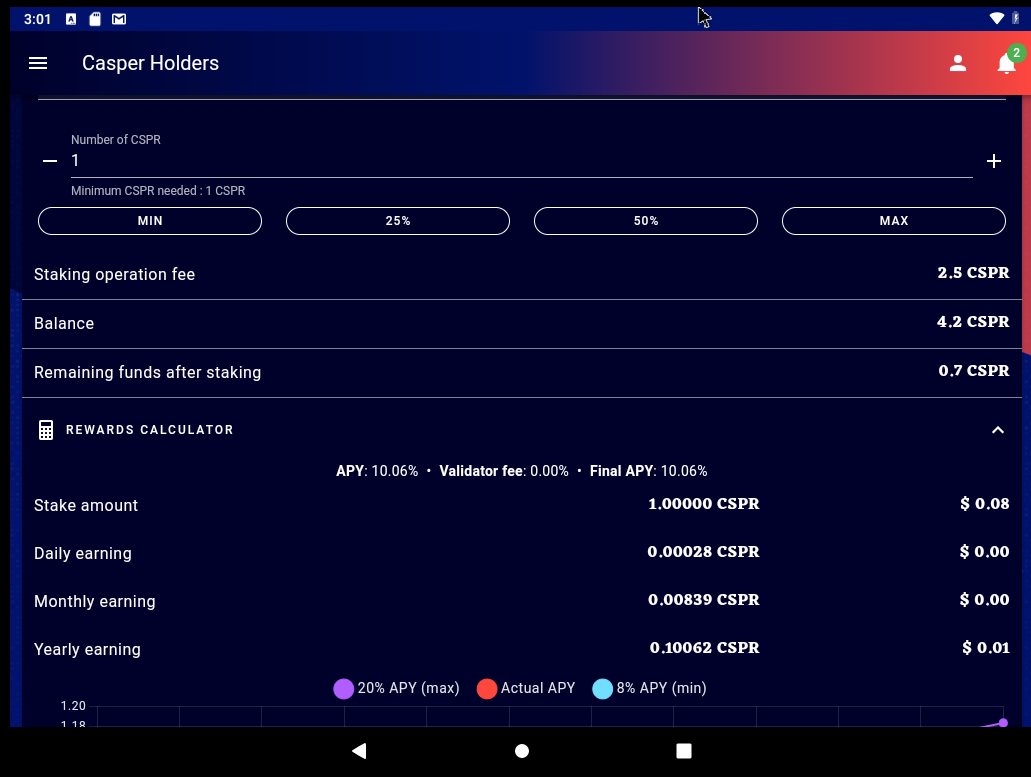 3:01
Casper Holders
2
Number of CSPR
1
Minimum CSPR needed : 1 CSPR
MIN 25% 50% MAX
Staking operation fee 2.5 CSPR
Balance 4.2 CSPR
Remaining funds after staking 0.7 CSPR
REWARDS CALCULATOR
APY: 10.06% • Validator fee: 0.00% • Final APY: 10.06%
Stake amount 1.00000 CSPR $ 0.08
Daily earning 0.00028 CSPR $ 0.00
Monthly earning 0.00839 CSPR $ 0.00
Yearly earning 0.10062 CSPR $ 0.01
20% APY (max) Actual APY 8% APY (min)
1.20
1.18